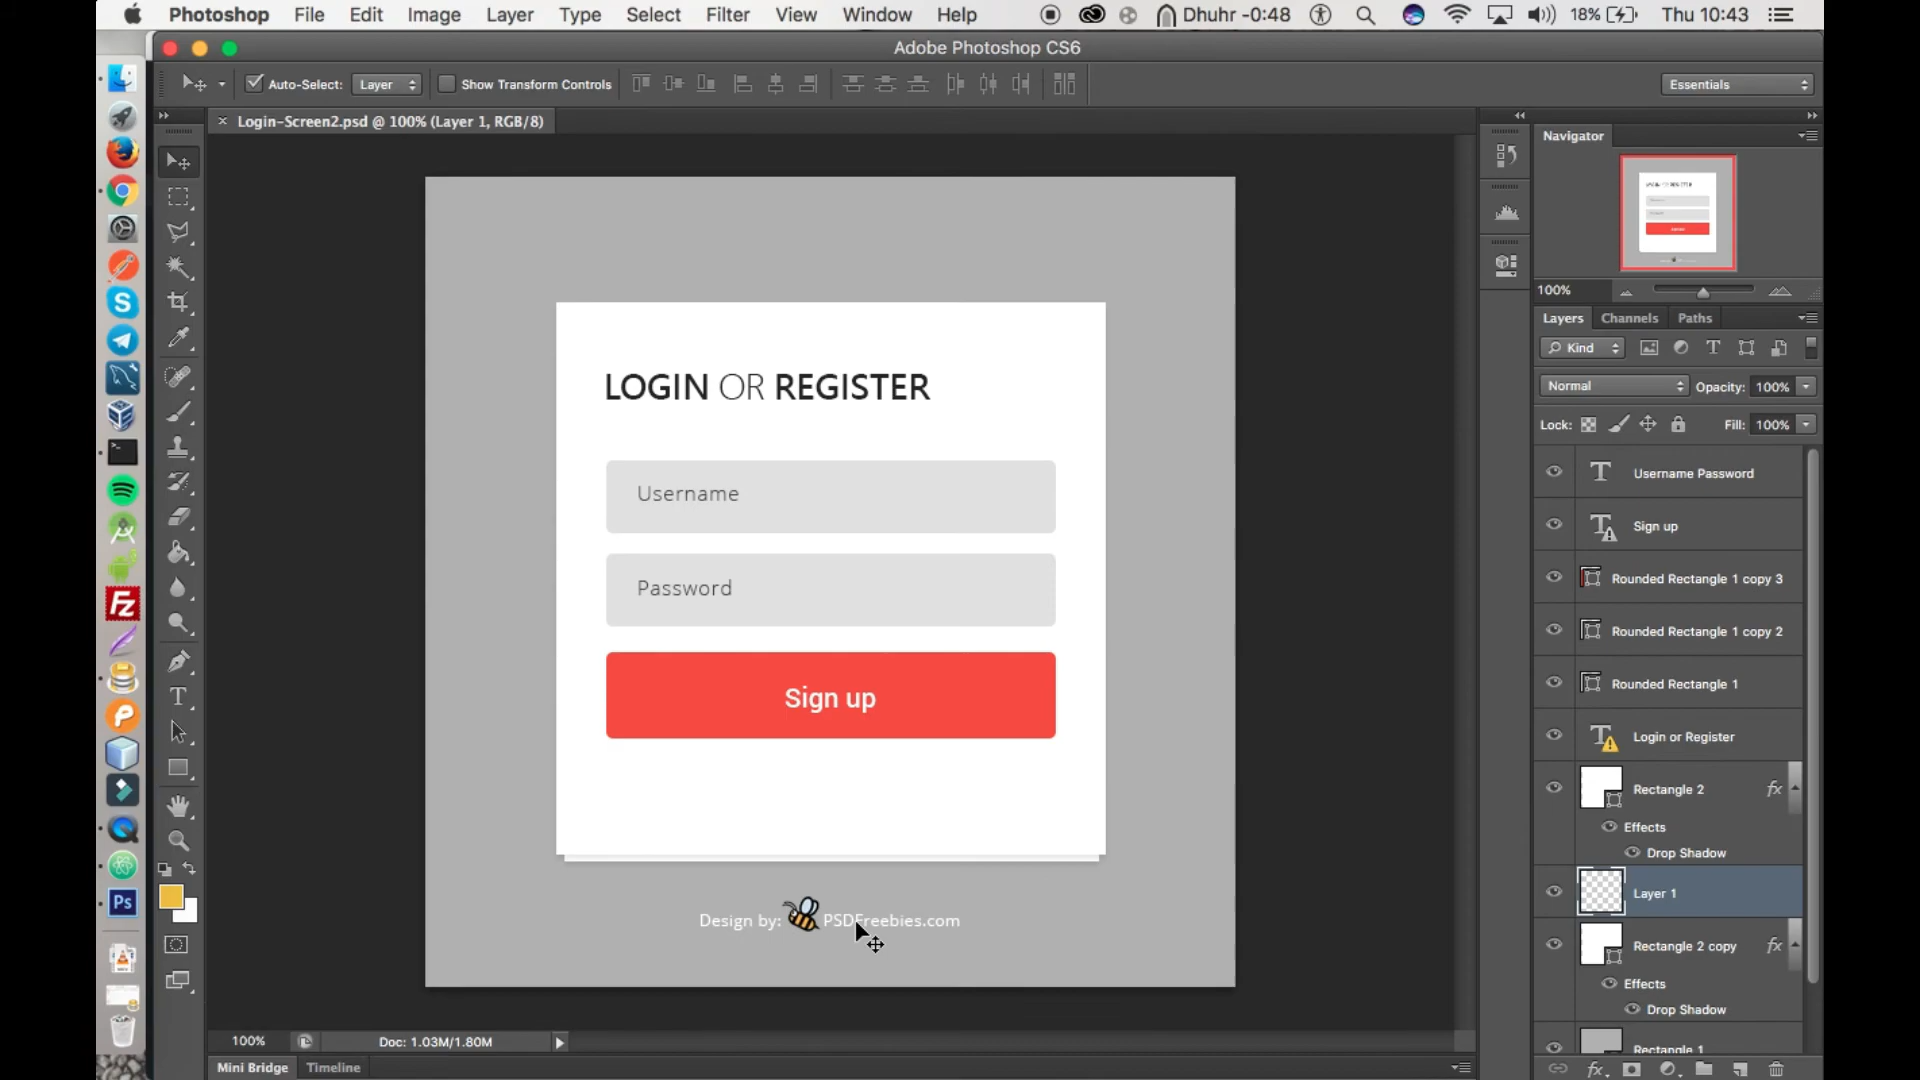 Photoshop File Edit Image Layer Type Select Filter View Window Help Dhuhr -0:48 18% Thu 10:43
Adobe Photoshop CS6
Auto-Select: Layer Show Transform Controls Essentials
Login-Screen2.psd @ 100% (Layer 1, RGB/8)
Navigator
100%
Layers Channels Paths
Kind
Normal Opacity: 100%
Lock: Fill: 100%
Username Password
Sign up
Rounded Rectangle 1 copy 3
Rounded Rectangle 1 copy 2
Rounded Rectangle 1
Login or Register
Rectangle 2 fx
Effects
Drop Shadow
Layer 1
Rectangle 2 copy fx
Effects
Drop Shadow
Rectangle 1
LOGIN OR REGISTER
Username
Password
Sign up
Design by: PSDFreebies.com
100% Doc: 1.03M/1.80M
Mini Bridge Timeline